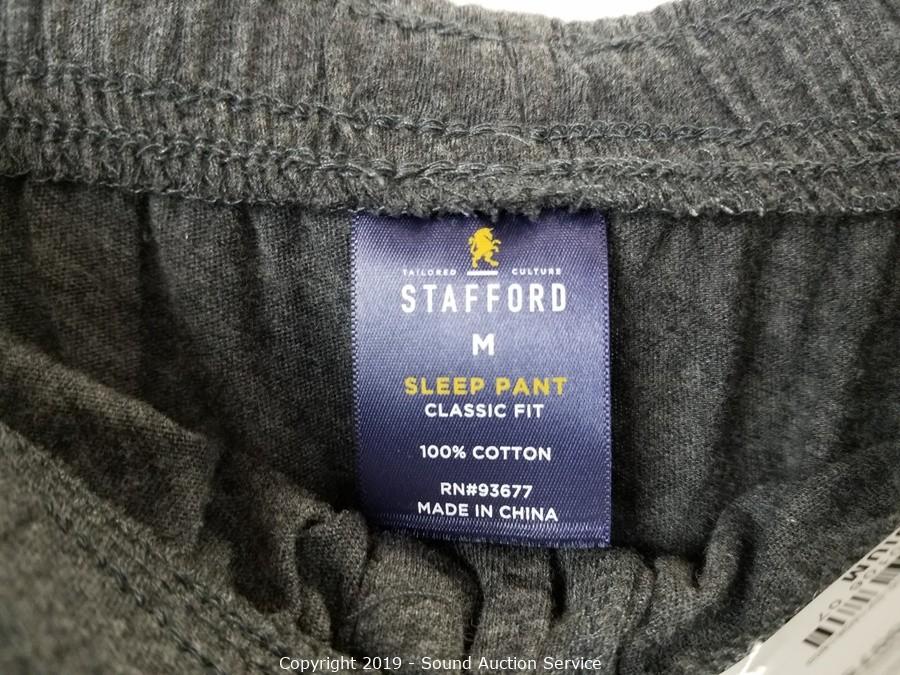 TAILORED CULTURE
STAFFORD
M
SLEEP PANT
CLASSIC FIT
100% COTTON
RN#93677
MADE IN CHINA
Copyright 2019 - Sound Auction Service